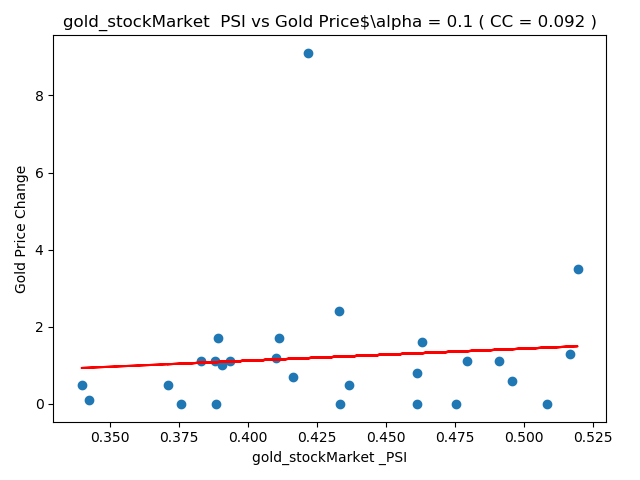 gold_stockMarket  PSI vs Gold Price$\alpha = 0.1 ( CC = 0.092 )
Gold Price Change
8
6
4
2
0
0.350 0.375 0.400 0.425 0.450 0.475 0.500 0.525
gold_stockMarket _PSI